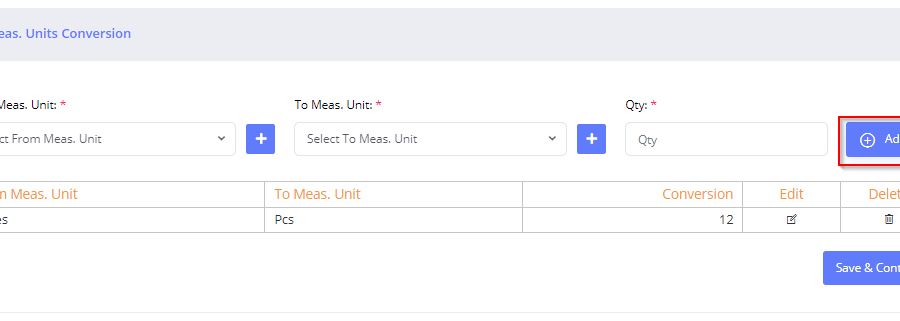 eas. Units Conversion
Meas. Unit: * To Meas. Unit: * Qty: *
ct From Meas. Unit Select To Meas. Unit Qty Ad
m Meas. Unit To Meas. Unit Conversion Edit Delet
es Pcs 12
Save & Cont